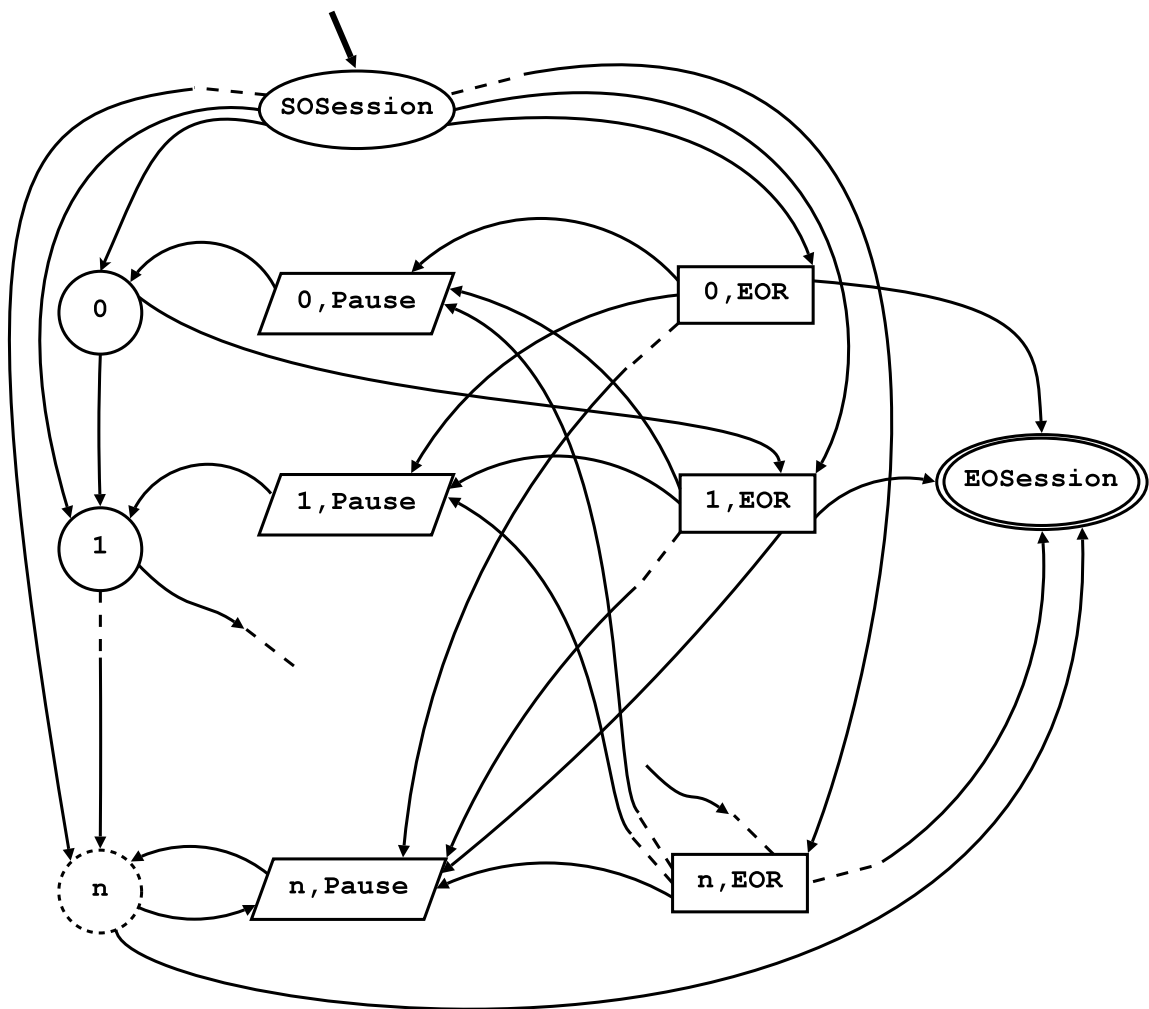 SOSession
0
0,Pause
0,EOR
1
1,Pause
1,EOR
EOSession
n
n,Pause
n,EOR